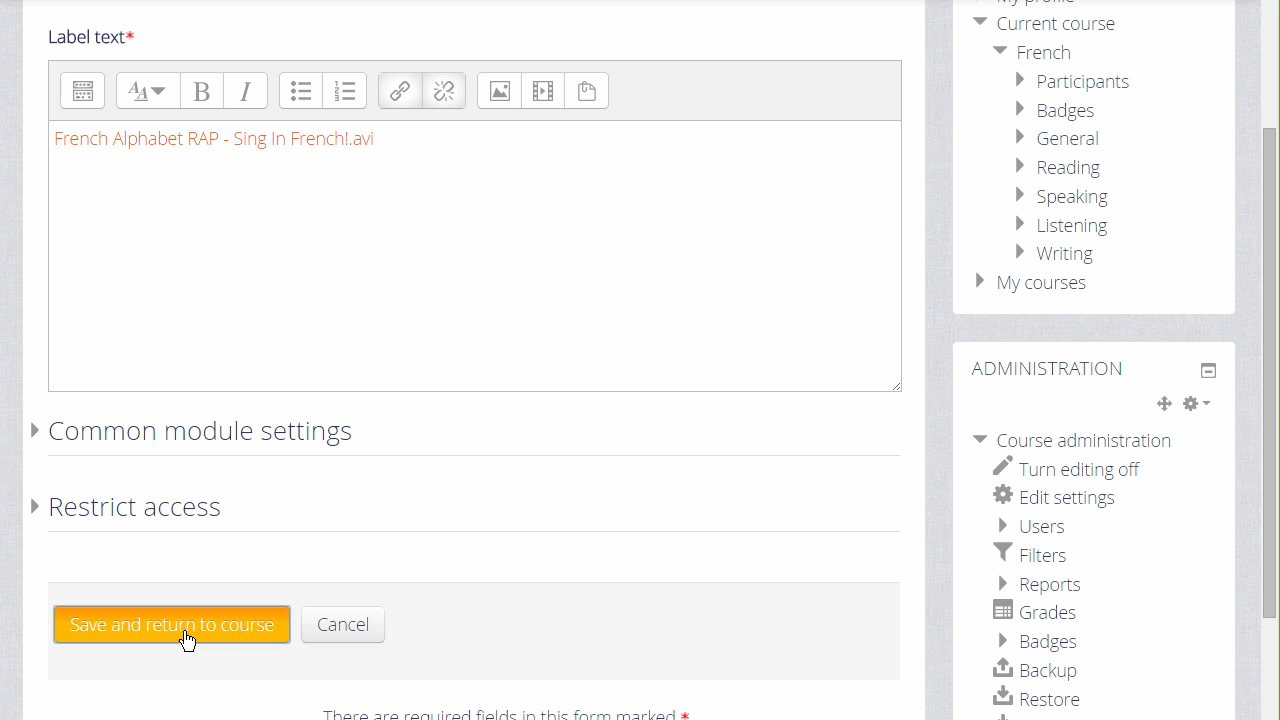 Label text*
B I
French Alphabet RAP - Sing In French!.avi
Common module settings
Restrict access
Save and return to course
Cancel
There are required fields in this form marked *
My profile
Current course
French
Participants
Badges
General
Reading
Speaking
Listening
Writing
My courses
ADMINISTRATION
Course administration
Turn editing off
Edit settings
Users
Filters
Reports
Grades
Badges
Backup
Restore